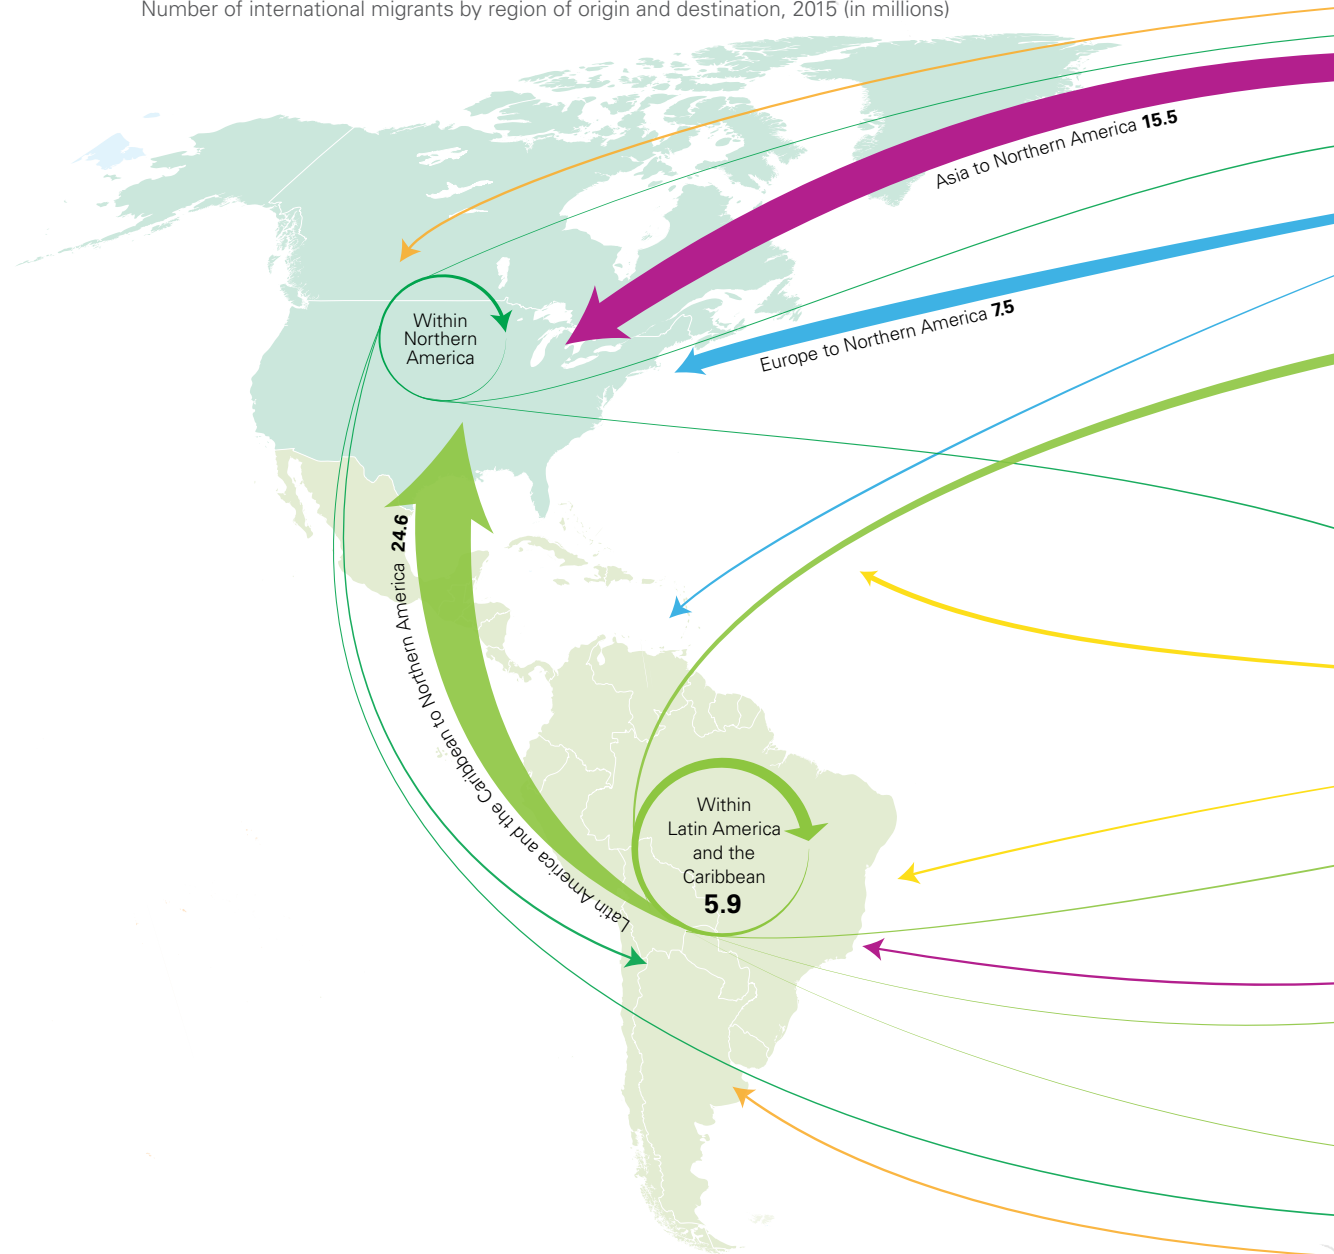 Number of international migrants by region of origin and destination, 2015 (in millions)
Asia to Northern America 15.5
Europe to Northern America 7.5
Within
Northern
America
Latin America and the Caribbean to Northern America 24.6
Within
Latin America
and the
Caribbean
5.9